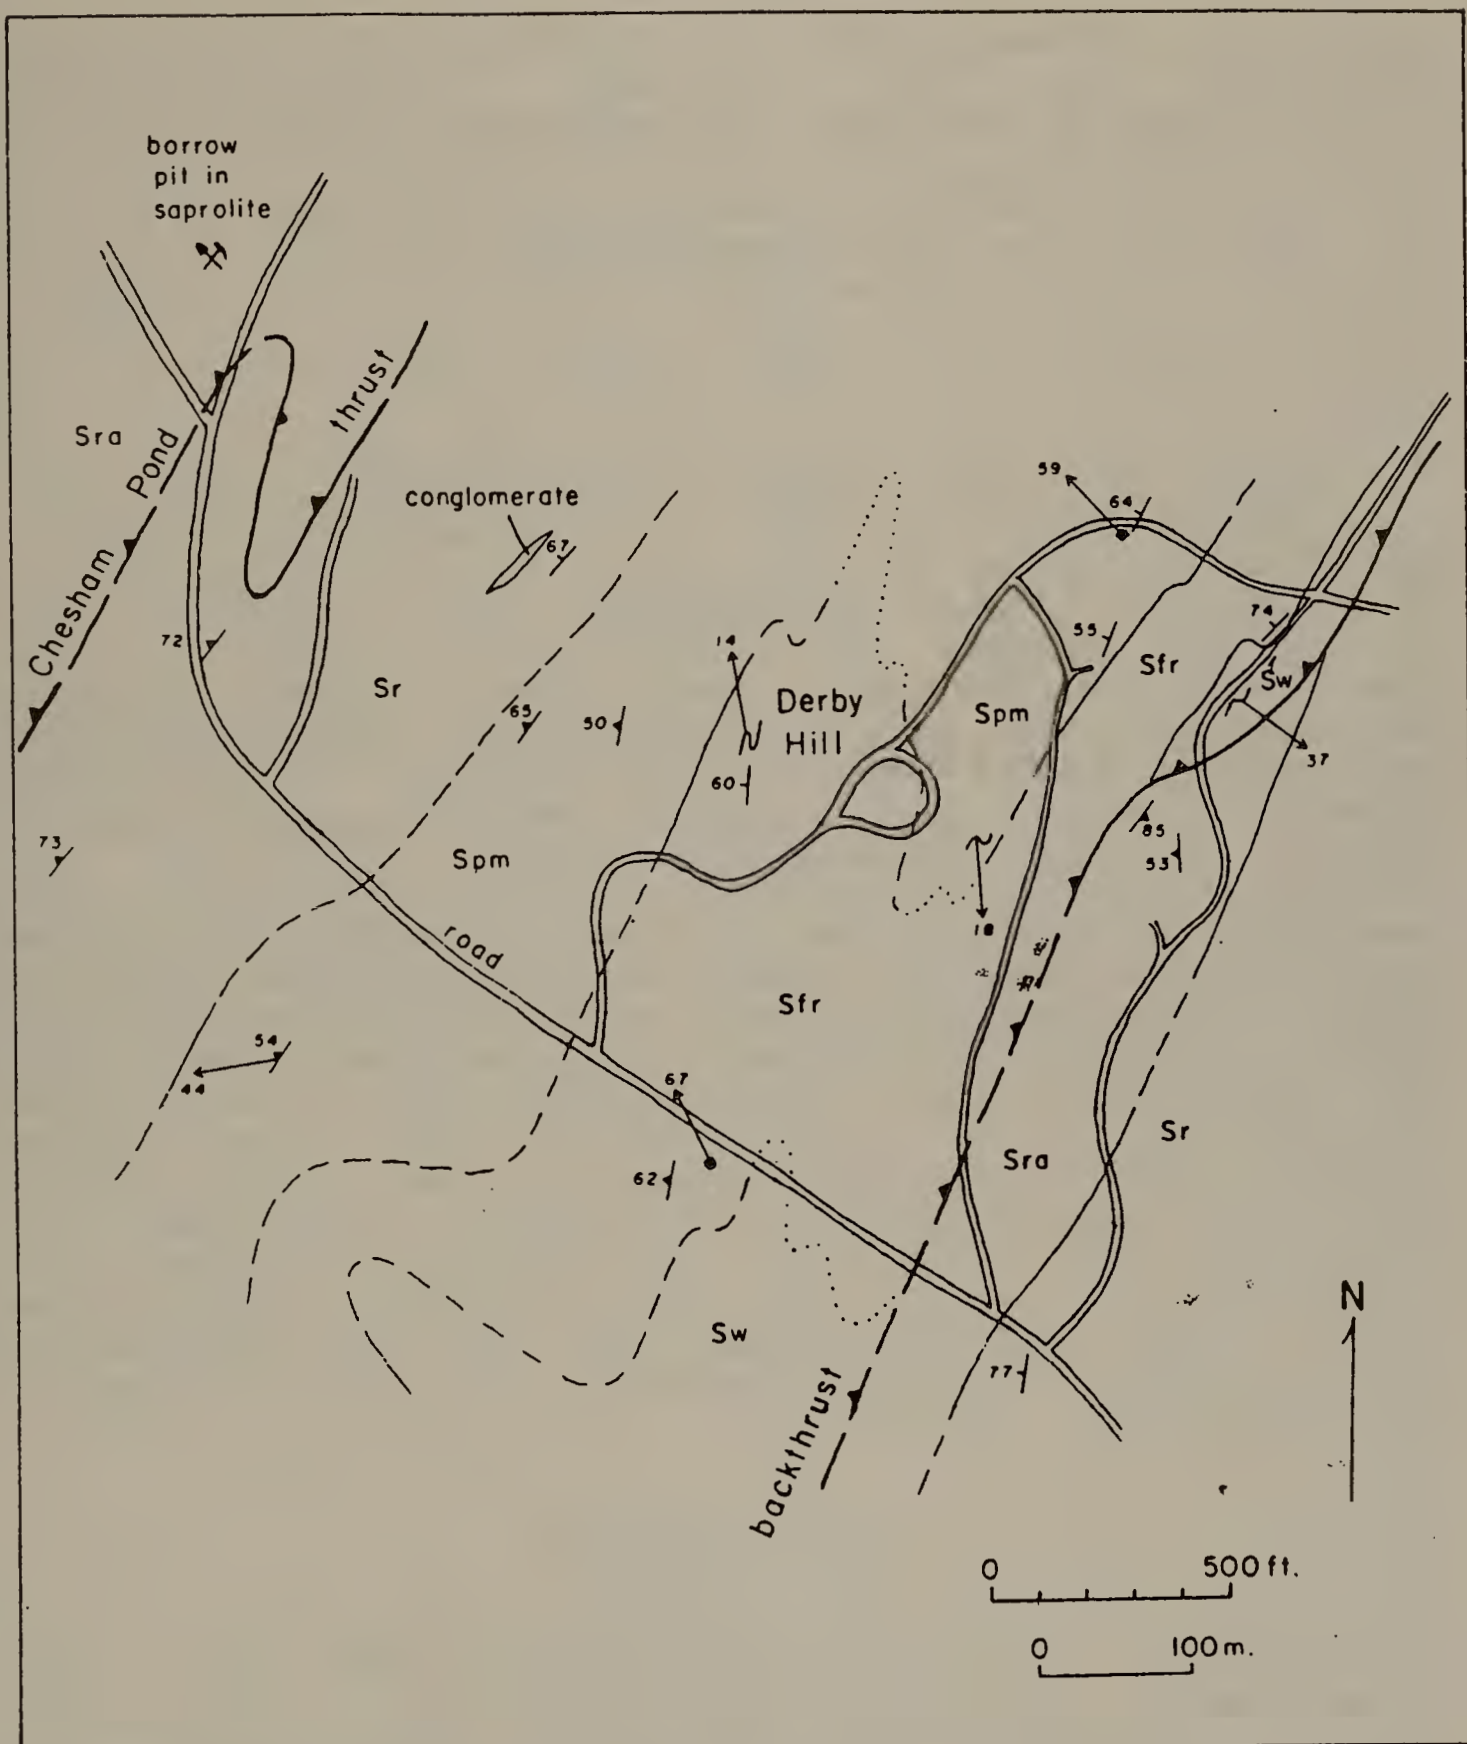 borrow
pit in
saprolite
Sra
Chesham Pond thrust
conglomerate
67
59
64
72
Sr
14
55
74
Sfr
Sw
65
50
Derby
Hill
Spm
60
37
73
Spm
85
53
road
18
Sfr
54
44
67
62
Sr
Sra
Sw
N
77
backthrust
0 500 ft.
0 100 m.